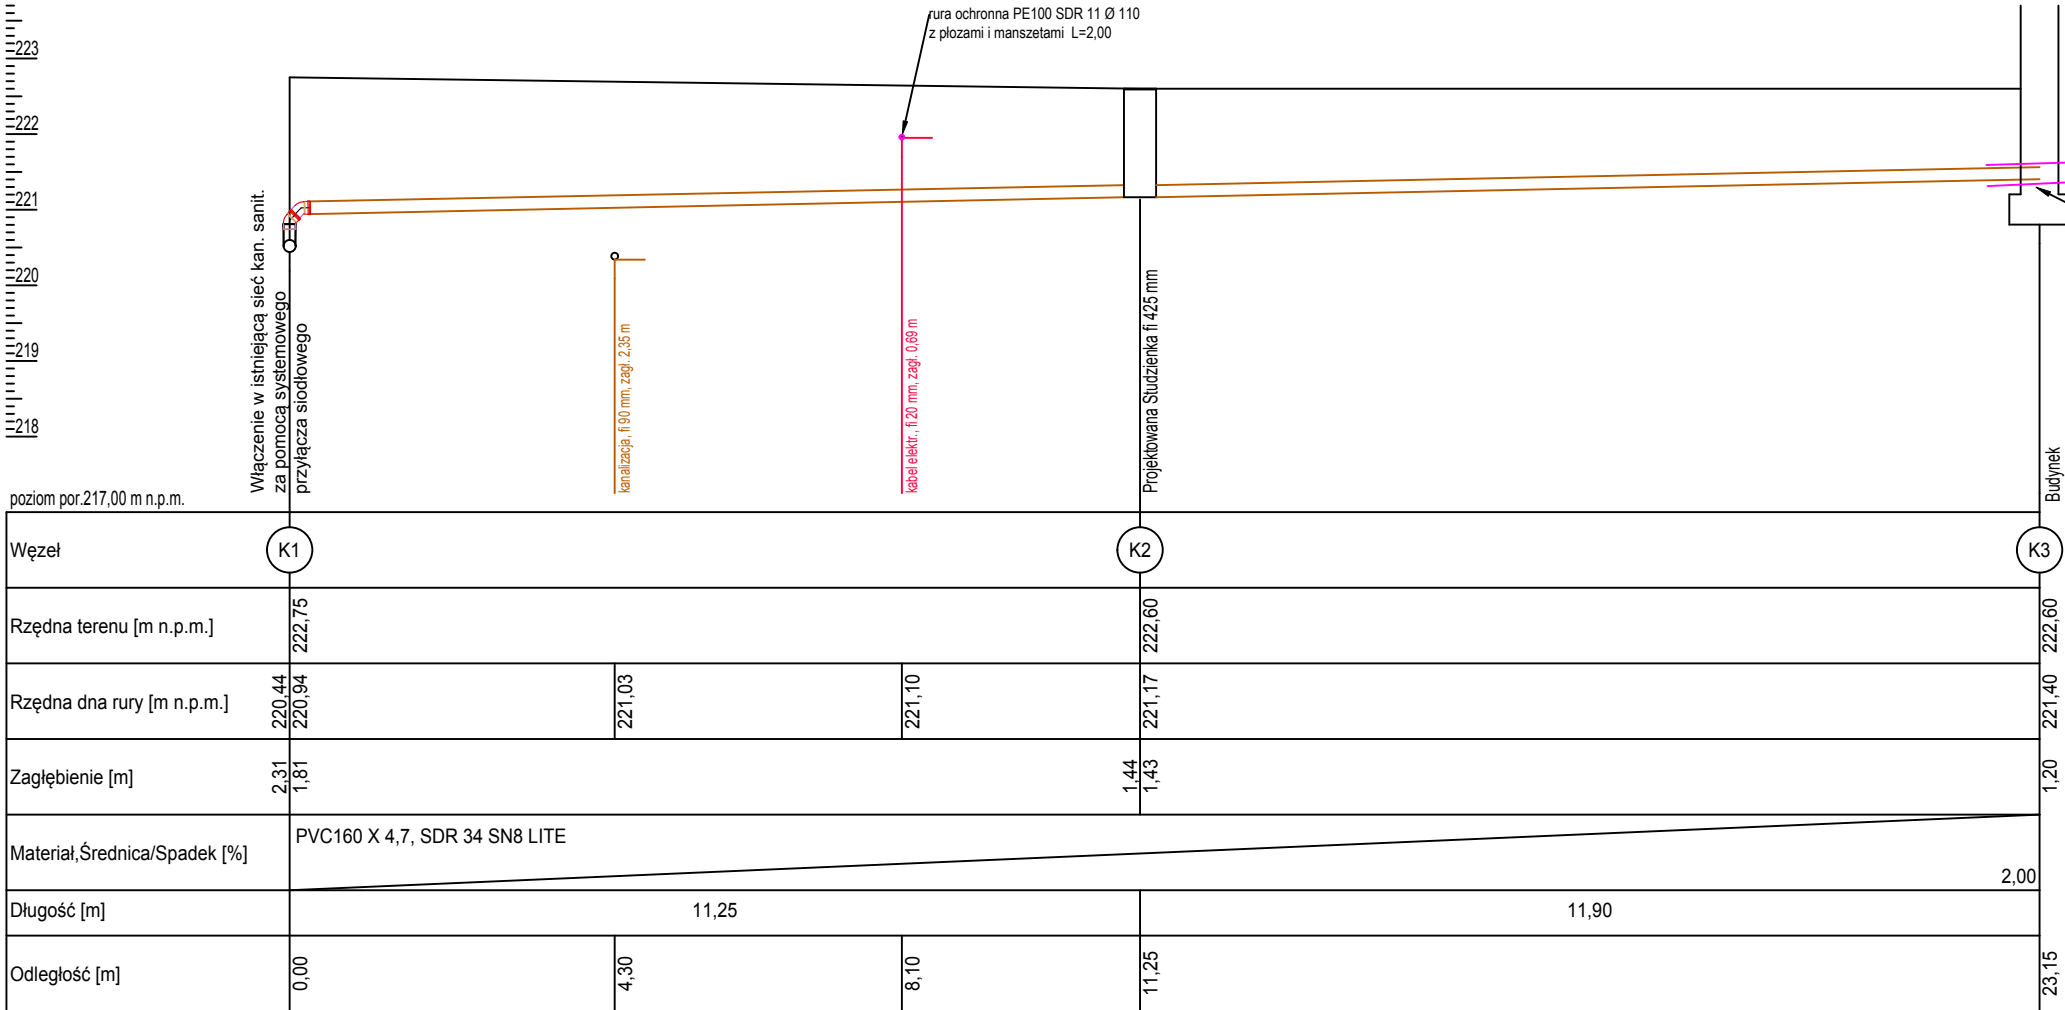 rura ochronna PE100 SDR 11 Ø 110
z płozami i manszetami L=2,00
223
222
221
220
219
218
Włączenie w istniejącą sieć kan. sanit.
za pomocą systemowego
przyłącza siodłowego
kanalizacja, fi 90 mm, zagł. 2,35 m
kabel elektr., fi 20 mm, zagł. 0,69 m
Projektowana Studzienka fi 425 mm
Budynek
poziom por.217,00 m n.p.m.
Węzeł K1 K2 K3
Rzędna terenu [m n.p.m.] 222,75 222,60 222,60
Rzędna dna rury [m n.p.m.] 220,44 220,94 221,03 221,10 221,17 221,40
Zagłębienie [m] 2,31 1,81 1,44 1,43 1,20
Materiał,Średnica/Spadek [%] PVC160 X 4,7, SDR 34 SN8 LITE 2,00
Długość [m] 11,25 11,90
Odległość [m] 0,00 4,30 8,10 11,25 23,15